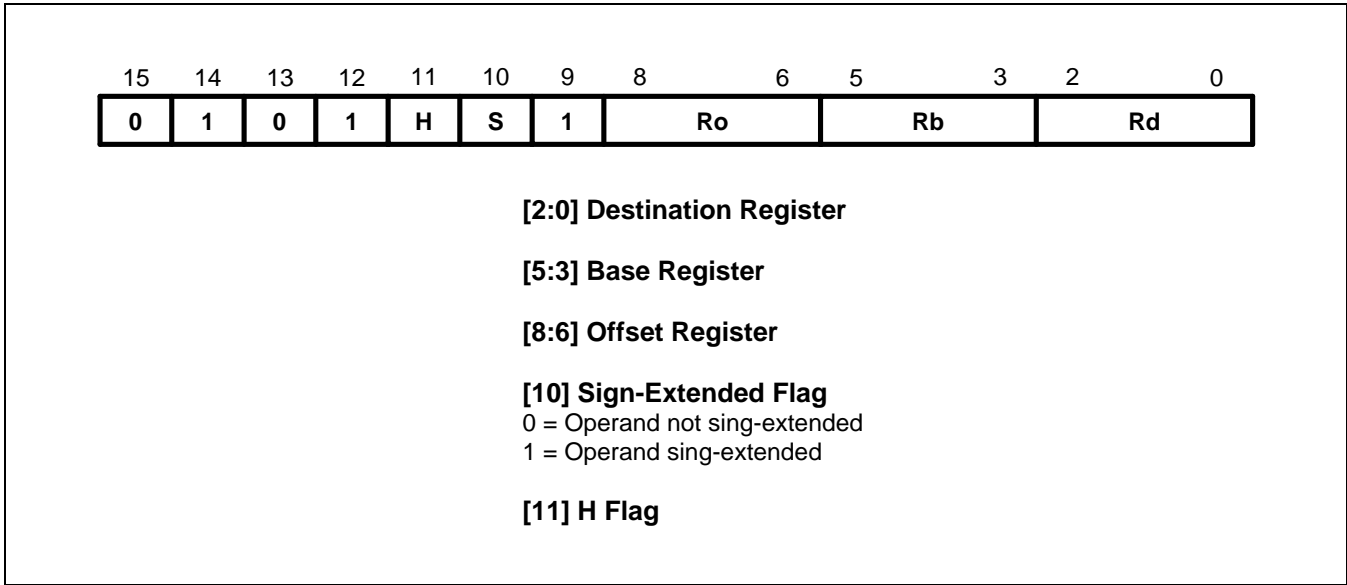 15 14 13 12 11 10 9 8 6 5 3 2 0
0 1 0 1 H S 1 Ro Rb Rd
[2:0] Destination Register
[5:3] Base Register
[8:6] Offset Register
[10] Sign-Extended Flag
0 = Operand not sing-extended
1 = Operand sing-extended
[11] H Flag